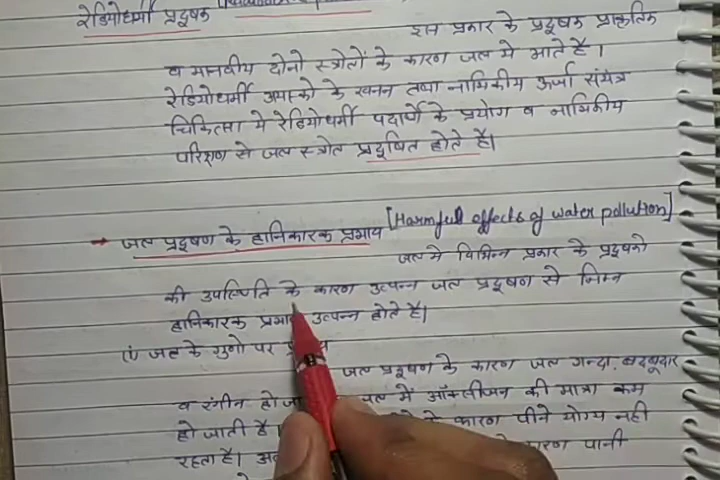 रेडियोधर्मी प्रदूषक
इस प्रकार के प्रदूषक प्राकृतिक
व मानवीय दोनो स्त्रोतों के कारण जल मे आते है।
रेडियोधर्मी अयस्को के खनन तथा नाभिकीय ऊर्जा संयंत्र
चिकित्सा मे रेडियोधर्मी पदार्थो के प्रयोग व नाभिकीय
परिक्षण से जल स्त्रोत प्रदूषित होते है।
→ जल प्रदूषण के हानिकारक प्रभाव [Harmful effects of water pollution]
जल मे विभिन्न प्रकार के प्रदूषको
की उपस्थिति के कारण उत्पन्न जल प्रदूषण से निम्न
हानिकारक प्रभाव उत्पन्न होते है।
(i) जल के गुणो पर
जल प्रदूषण के कारण जल गन्दा, बदबूदार
व रंगीन हो जल में ऑक्सीजन की मात्रा कम
हो जाती है। के कारण पीने योग्य नही
रहता है। कारण पानी